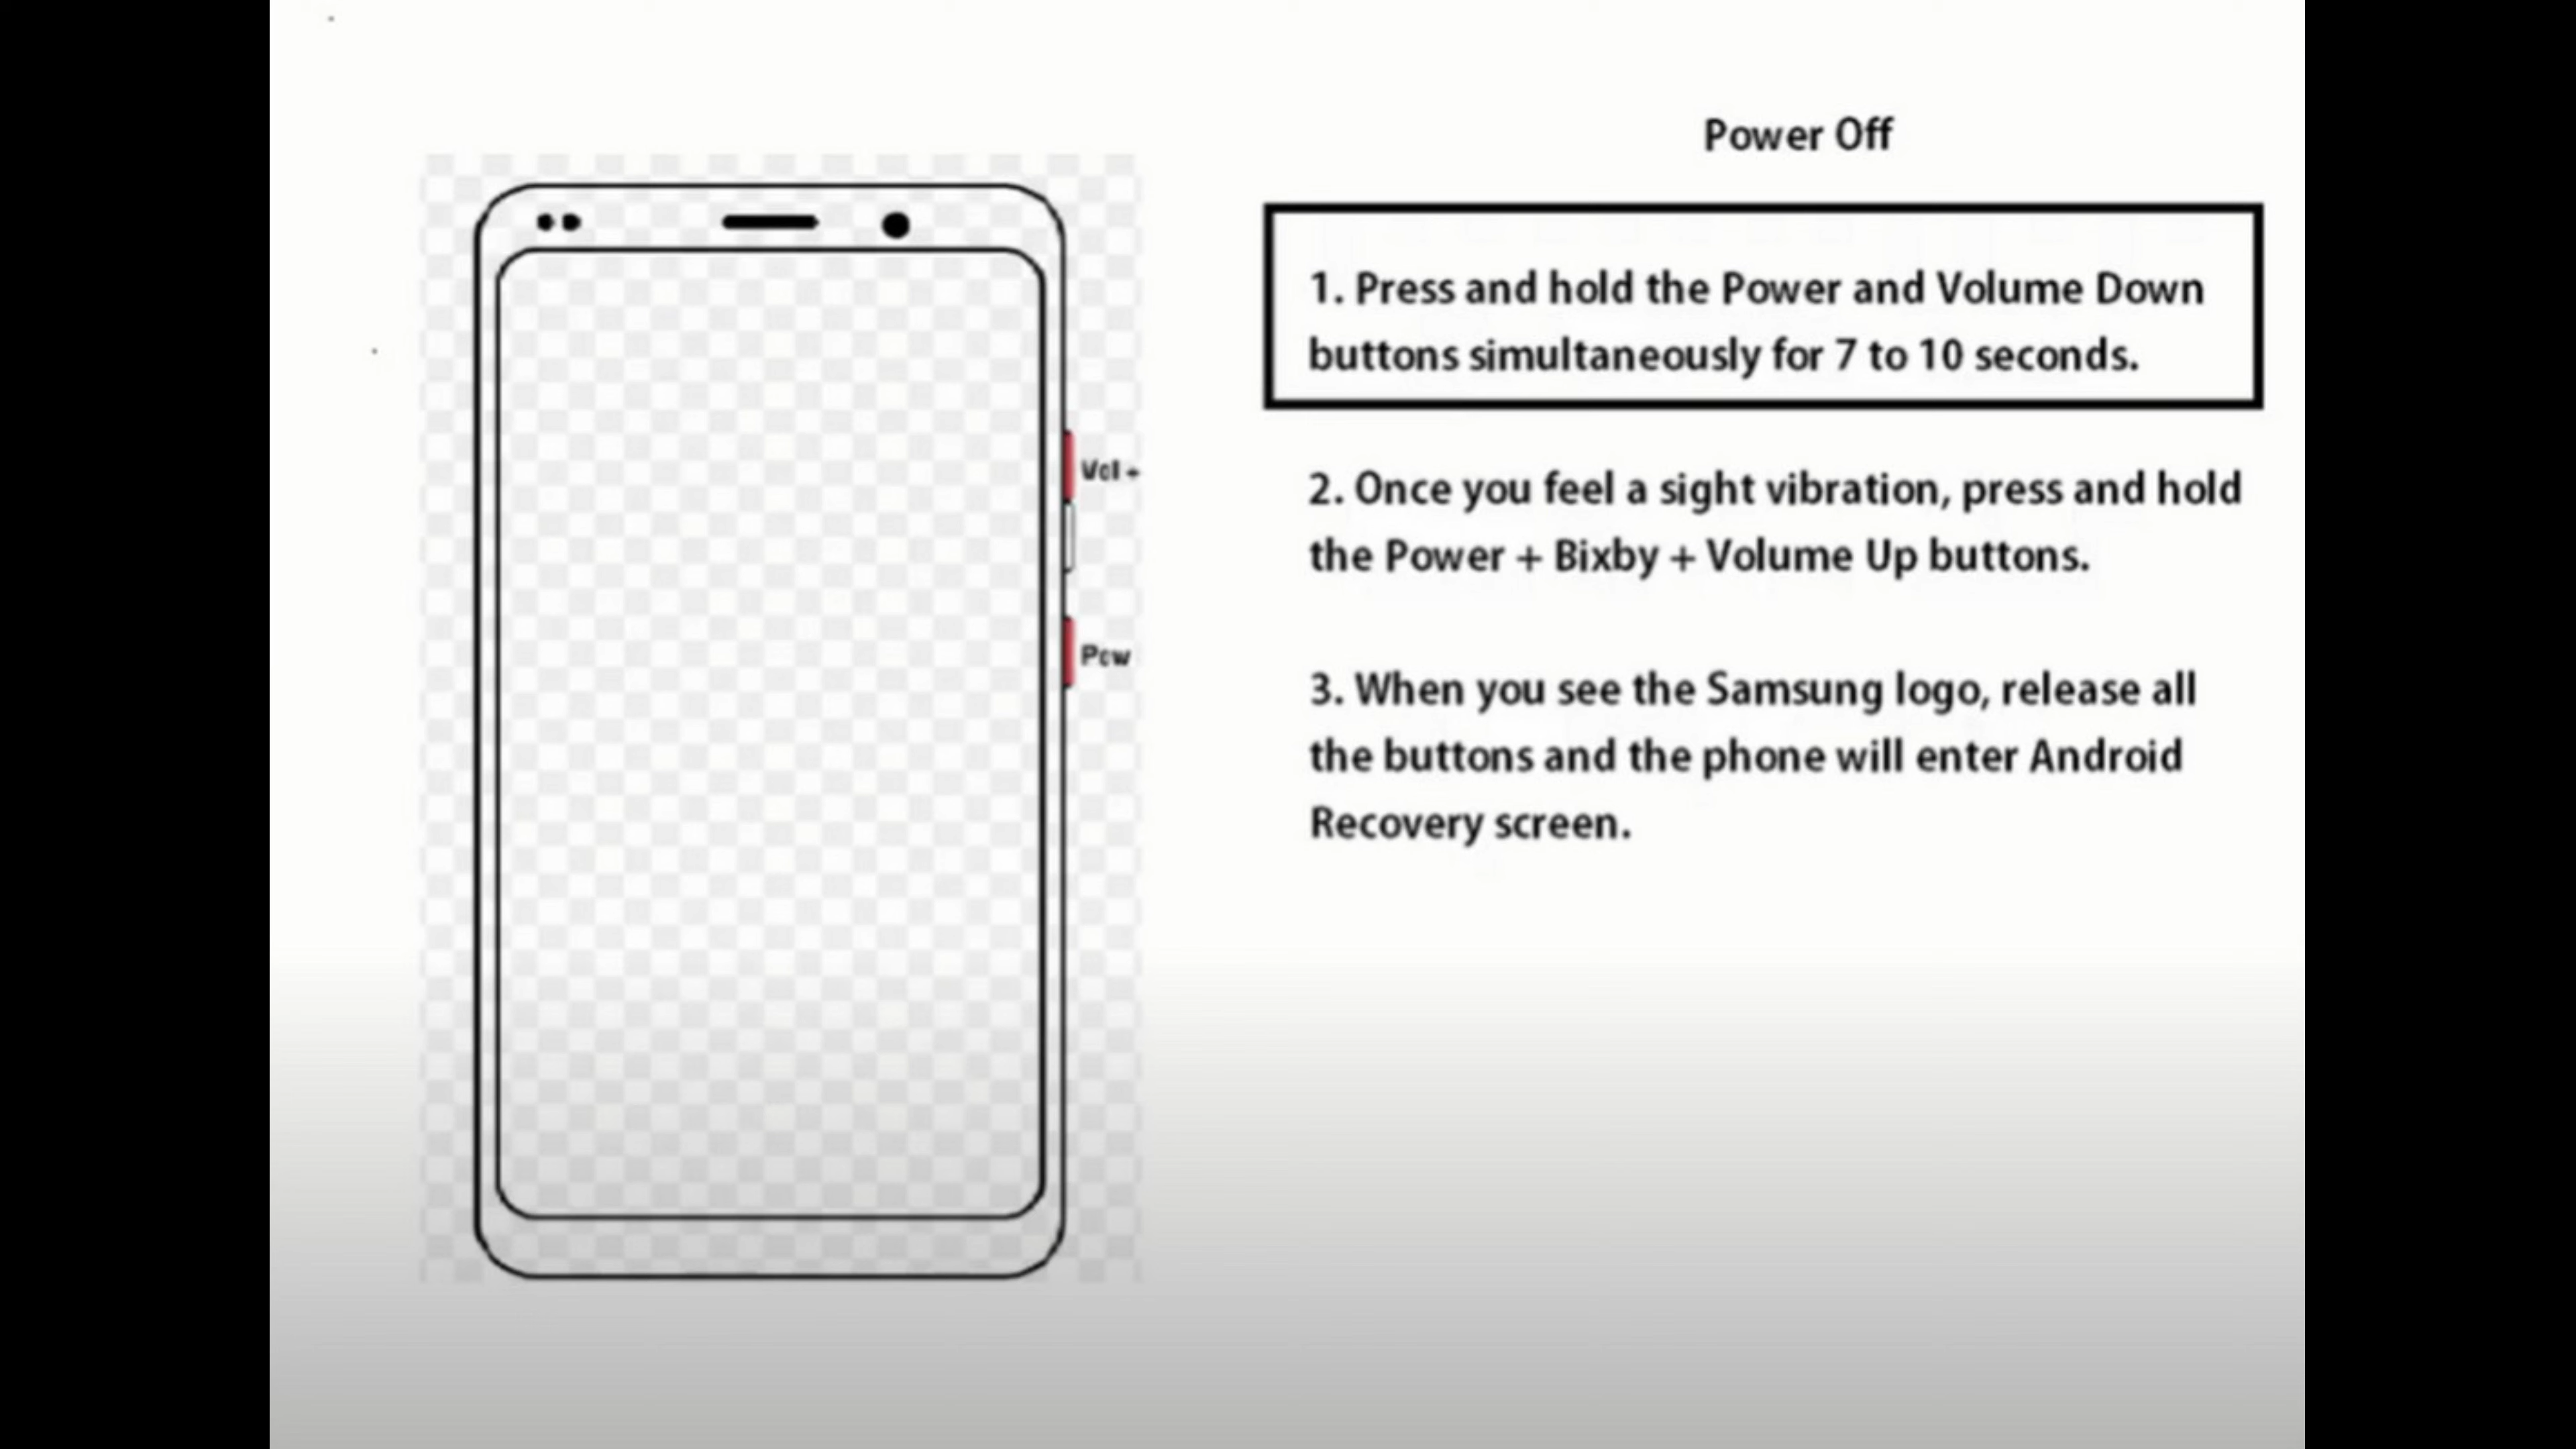 Power Off
1. Press and hold the Power and Volume Down
buttons simultaneously for 7 to 10 seconds.
Vol +
2. Once you feel a sight vibration, press and hold
the Power + Bixby + Volume Up buttons.
Pow
3. When you see the Samsung logo, release all
the buttons and the phone will enter Android
Recovery screen.